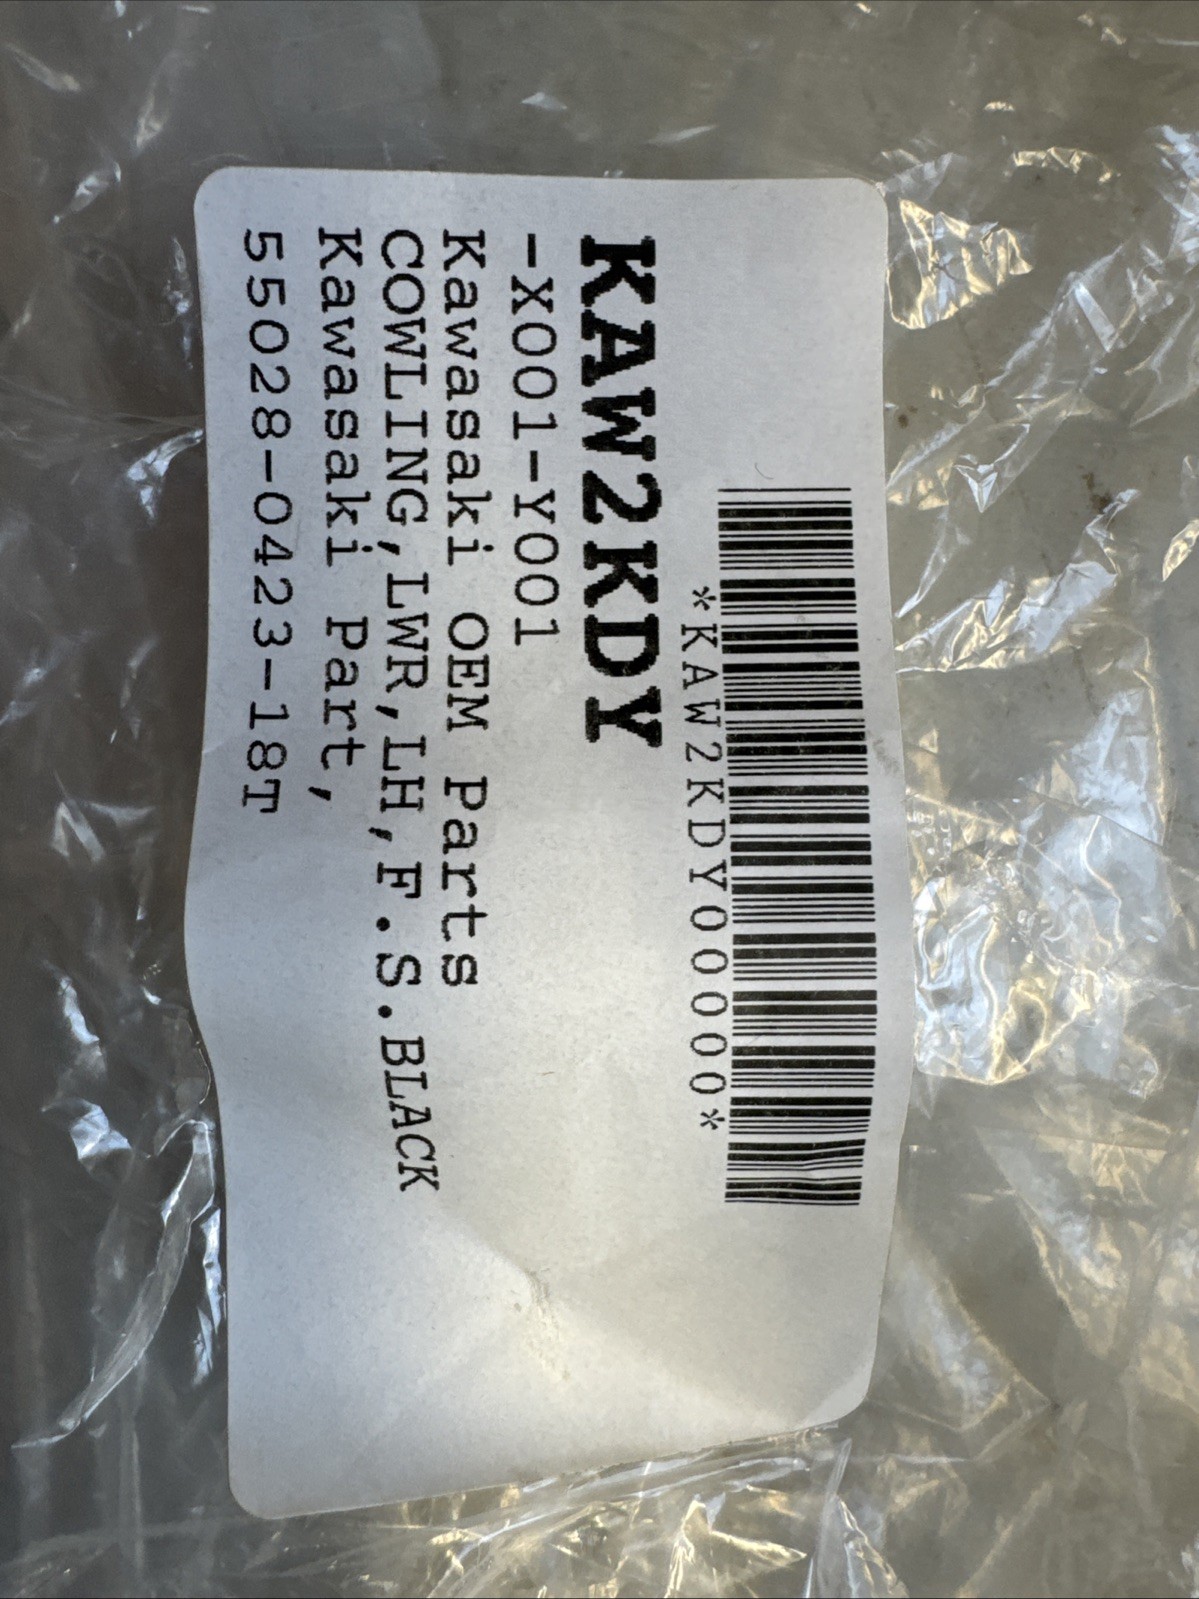 *KAW2KDY00000*
KAW2KDY
-X001-Y001
Kawasaki OEM Parts
COWLING,LWR,LH,F.S.BLACK
Kawasaki Part,
55028-0423-18T